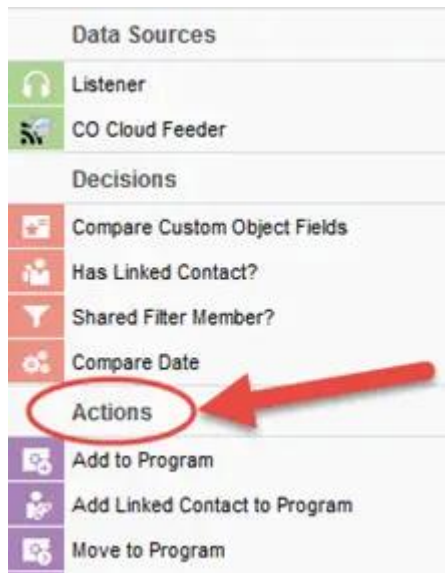 Data Sources
Listener
CO Cloud Feeder
Decisions
Compare Custom Object Fields
Has Linked Contact?
Shared Filter Member?
Compare Date
Actions
Add to Program
Add Linked Contact to Program
Move to Program